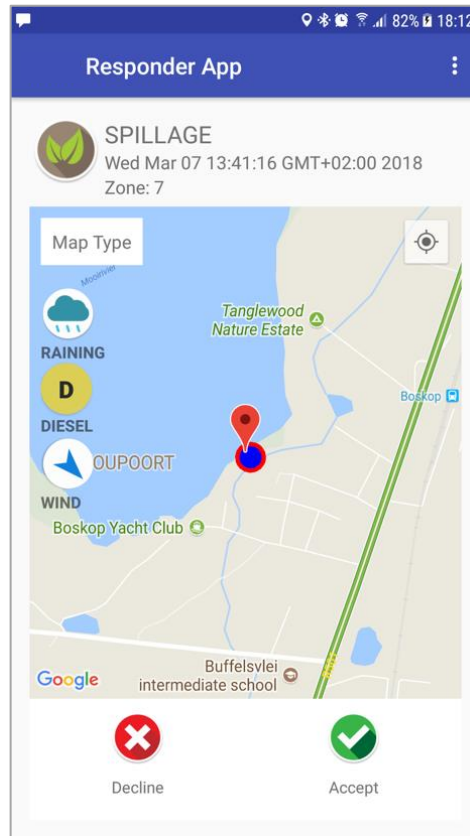 82% 18:12
Responder App
SPILLAGE
Wed Mar 07 13:41:16 GMT+02:00 2018
Zone: 7
Map Type
Mooirivier
Tanglewood
Nature Estate
RAINING
Boskop
D
DIESEL
OUPOORT
WIND
Boskop Yacht Club
Buffelsvlei
intermediate school
Google
Decline
Accept